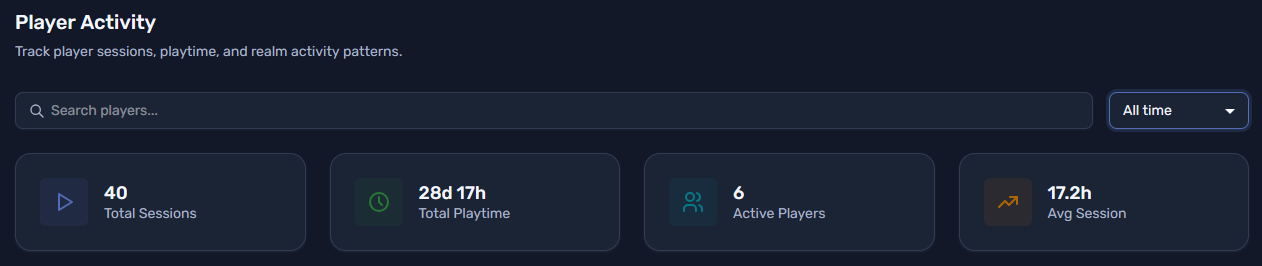 Player Activity
Track player sessions, playtime, and realm activity patterns.
Search players...
All time
40
Total Sessions
28d 17h
Total Playtime
6
Active Players
17.2h
Avg Session